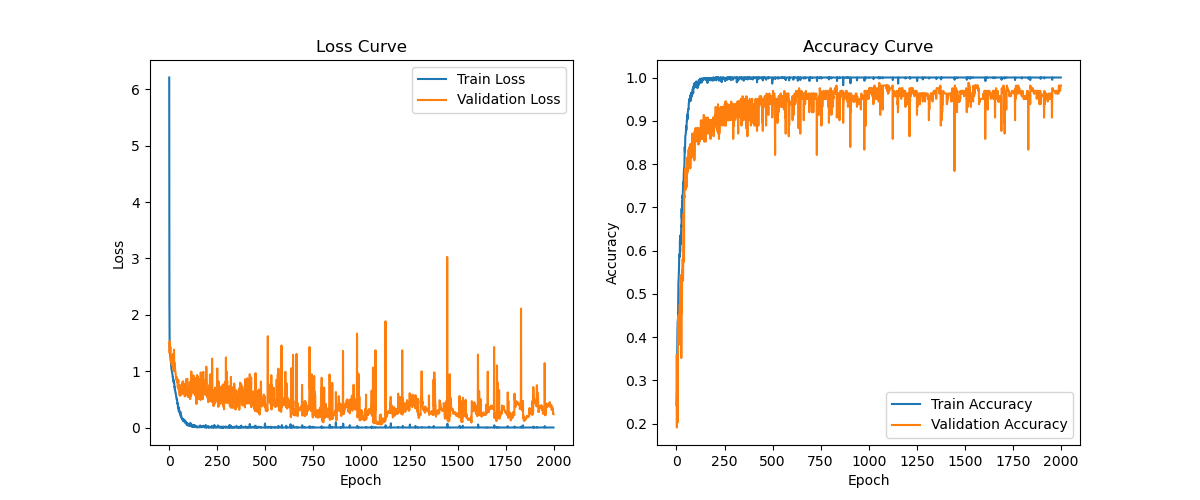 Loss Curve
Train Loss
Validation Loss
6
5
4
3
2
1
0
Loss
0 250 500 750 1000 1250 1500 1750 2000
Epoch
Accuracy Curve
1.0
0.9
0.8
0.7
0.6
0.5
0.4
0.3
0.2
Accuracy
Train Accuracy
Validation Accuracy
0 250 500 750 1000 1250 1500 1750 2000
Epoch